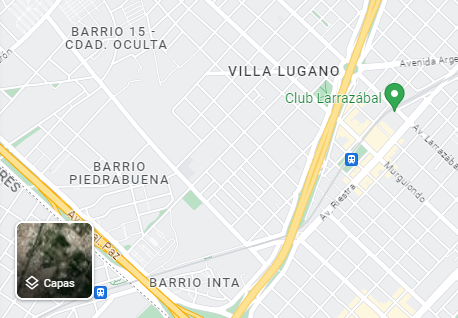 BARRIO 15 -
CDAD. OCULTA
VILLA LUGANO
Avenida Arge
Club Larrazábal
Av. Larrazába
BARRIO
PIEDRABUENA
Murguiondo
Av. Riestra
Paz
Capas
BARRIO INTA